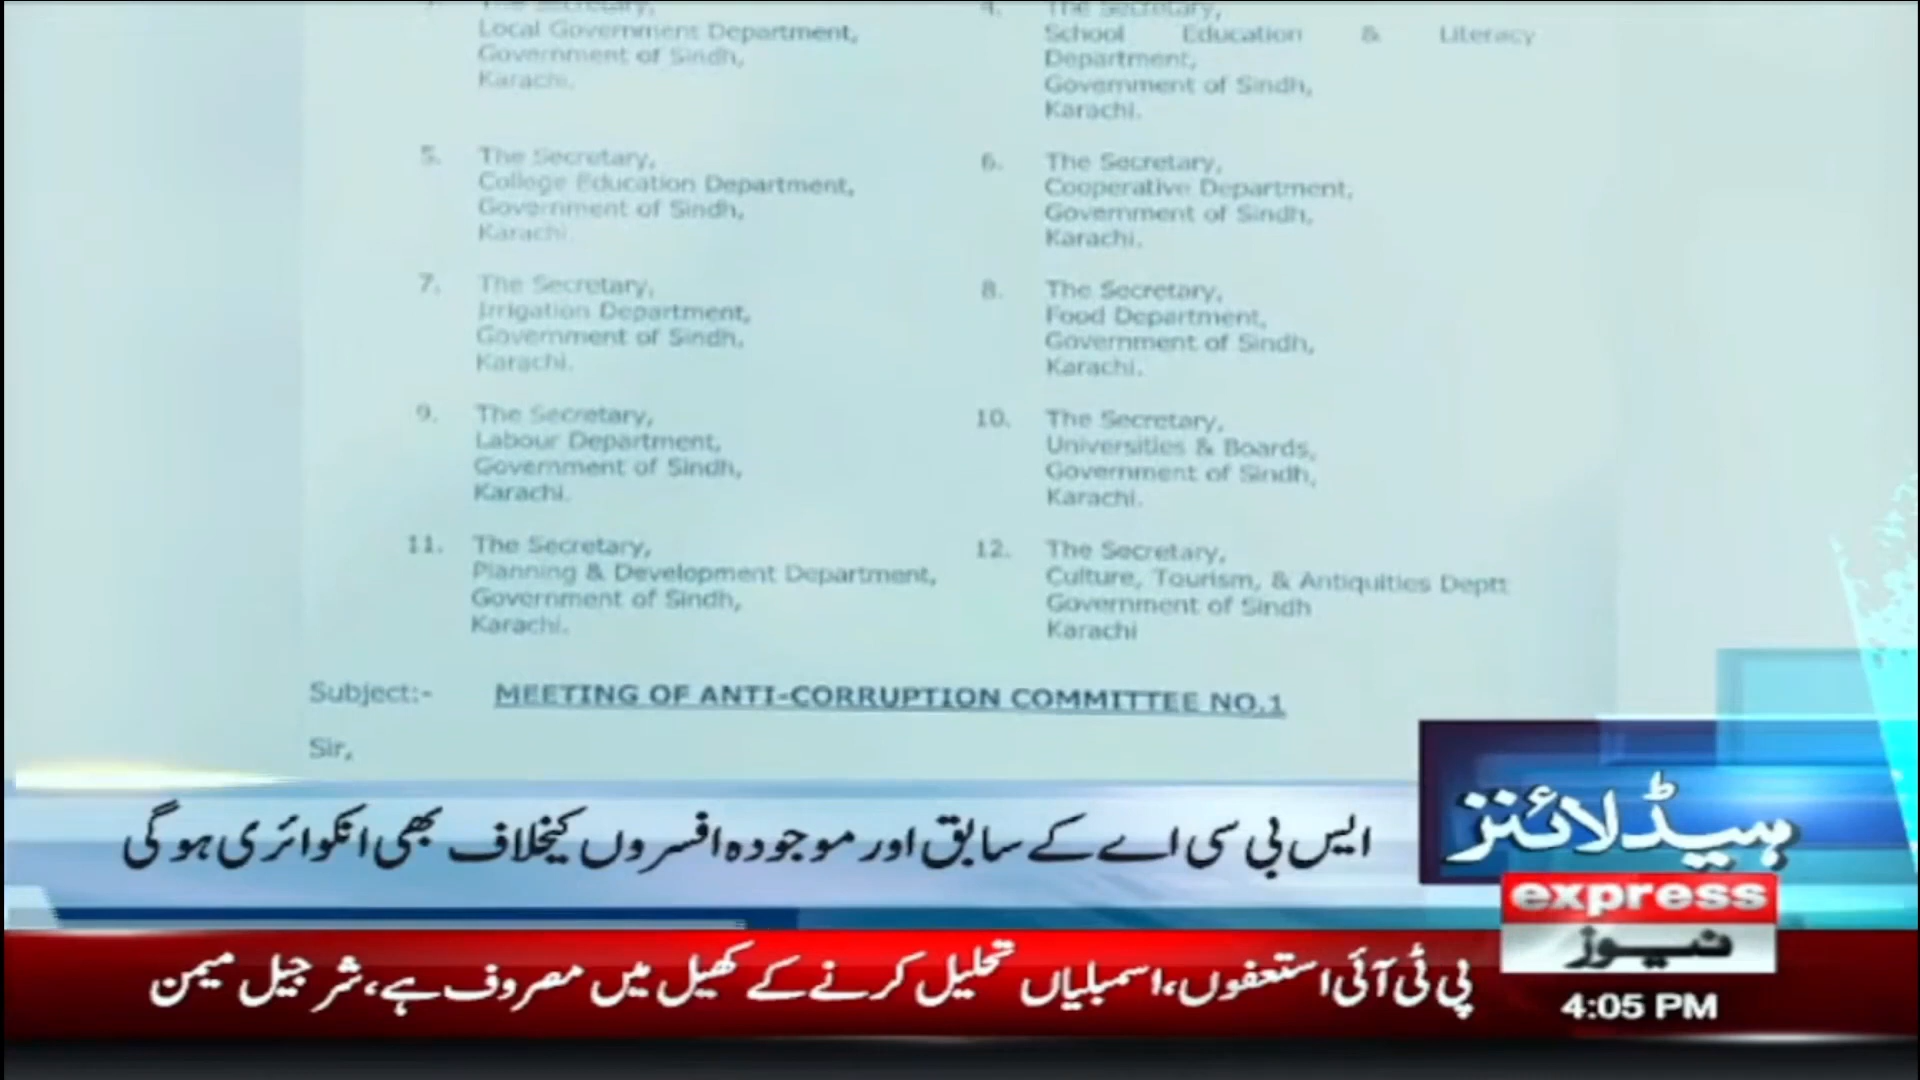 3. The Secretary,
Local Government Department,
Government of Sindh,
Karachi.
4. The Secretary,
School Education & Literacy
Department,
Government of Sindh,
Karachi.
5. The Secretary,
College Education Department,
Government of Sindh,
Karachi.
6. The Secretary,
Cooperative Department,
Government of Sindh,
Karachi.
7. The Secretary,
Irrigation Department,
Government of Sindh,
Karachi.
8. The Secretary,
Food Department,
Government of Sindh,
Karachi.
9. The Secretary,
Labour Department,
Government of Sindh,
Karachi.
10. The Secretary,
Universities & Boards,
Government of Sindh,
Karachi.
11. The Secretary,
Planning & Development Department,
Government of Sindh,
Karachi.
12. The Secretary,
Culture, Tourism, & Antiquities Deptt
Government of Sindh
Karachi
Subject:- MEETING OF ANTI-CORRUPTION COMMITTEE NO.1
Sir,
ہیڈلائنز
ایس بی سی اے کے سابق اور موجودہ افسروں کیخلاف بھی انکوائری ہوگی
express
نیوز
پی ٹی آئی استعفوں، اسمبلیاں تحلیل کرنے کے کھیل میں مصروف ہے، شرجیل میمن
4:05 PM